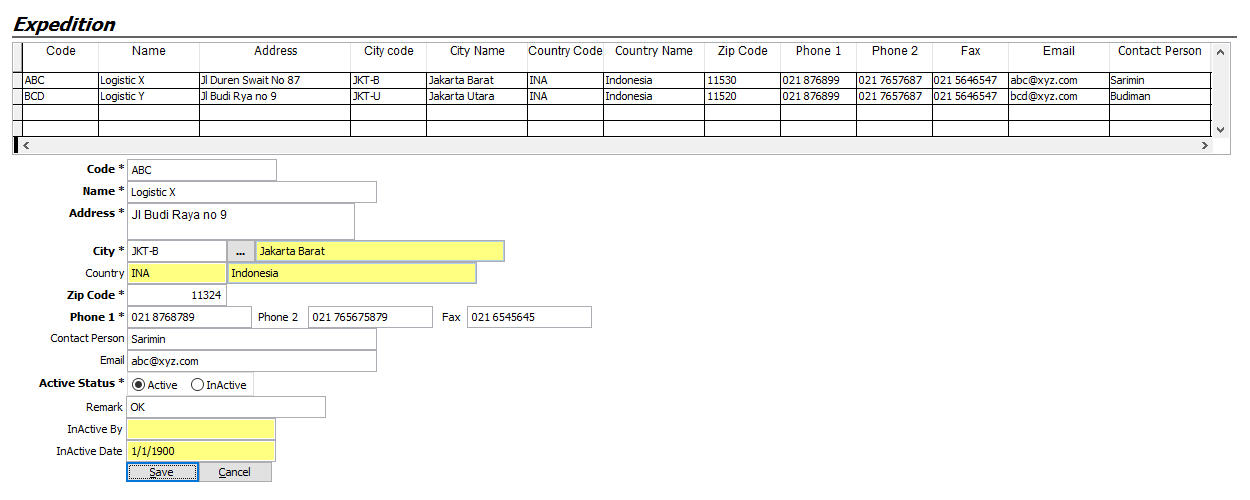 Expedition
Code Name Address City code City Name Country Code Country Name Zip Code Phone 1 Phone 2 Fax Email Contact Person
ABC Logistic X Jl Duren Swait No 87 JKT-B Jakarta Barat INA Indonesia 11530 021 876899 021 7657687 021 5646547 abc@xyz.com Sarimin
BCD Logistic Y Jl Budi Rya no 9 JKT-U Jakarta Utara INA Indonesia 11520 021 876899 021 7657687 021 5646547 bcd@xyz.com Budiman
Code * ABC
Name * Logistic X
Address * Jl Budi Raya no 9
City * JKT-B ... Jakarta Barat
Country INA Indonesia
Zip Code * 11324
Phone 1 * 021 8768789 Phone 2 021 765675879 Fax 021 6545645
Contact Person Sarimin
Email abc@xyz.com
Active Status * Active InActive
Remark OK
InActive By
InActive Date 1/1/1900
Save Cancel